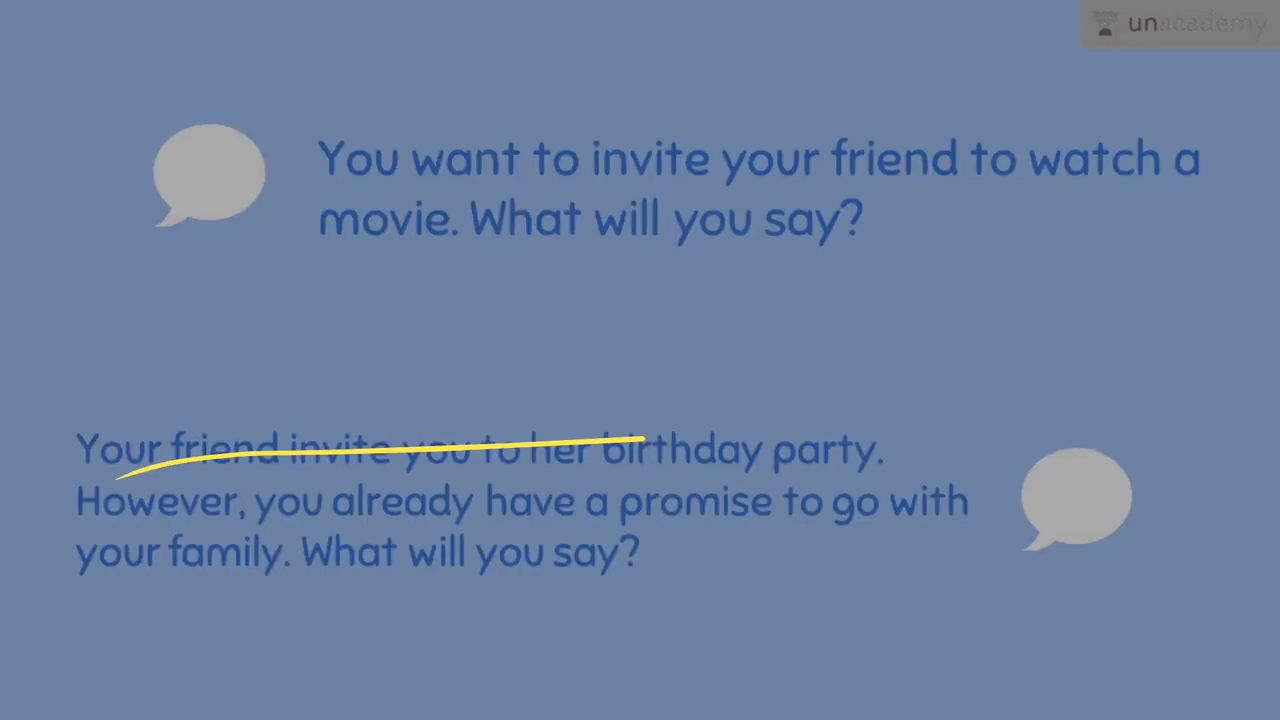 unacademy
You want to invite your friend to watch a
movie. What will you say?
Your friend invite you to her birthday party.
However, you already have a promise to go with
your family. What will you say?